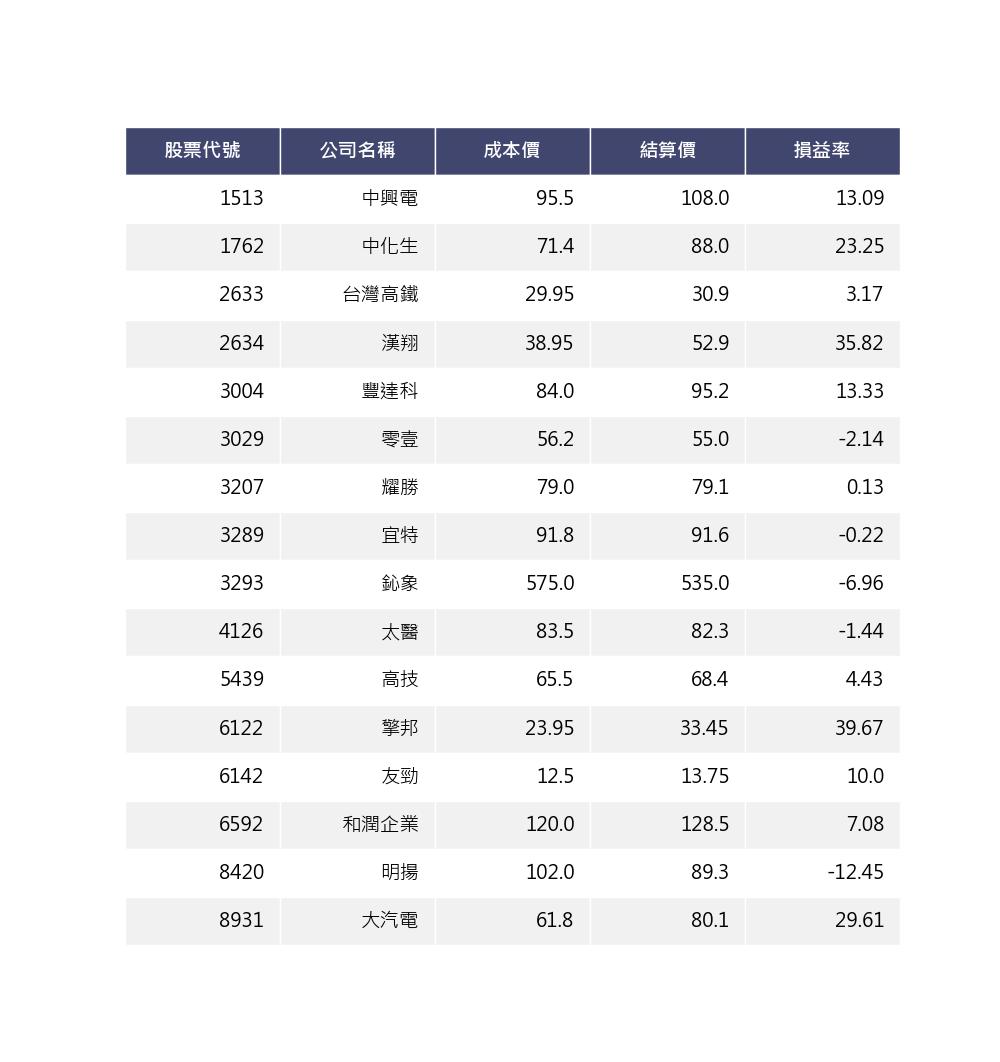 股票代號 公司名稱 成本價 結算價 損益率
1513 中興電 95.5 108.0 13.09
1762 中化生 71.4 88.0 23.25
2633 台灣高鐵 29.95 30.9 3.17
2634 漢翔 38.95 52.9 35.82
3004 豐達科 84.0 95.2 13.33
3029 零壹 56.2 55.0 -2.14
3207 耀勝 79.0 79.1 0.13
3289 宜特 91.8 91.6 -0.22
3293 鈊象 575.0 535.0 -6.96
4126 太醫 83.5 82.3 -1.44
5439 高技 65.5 68.4 4.43
6122 擎邦 23.95 33.45 39.67
6142 友勁 12.5 13.75 10.0
6592 和潤企業 120.0 128.5 7.08
8420 明揚 102.0 89.3 -12.45
8931 大汽電 61.8 80.1 29.61